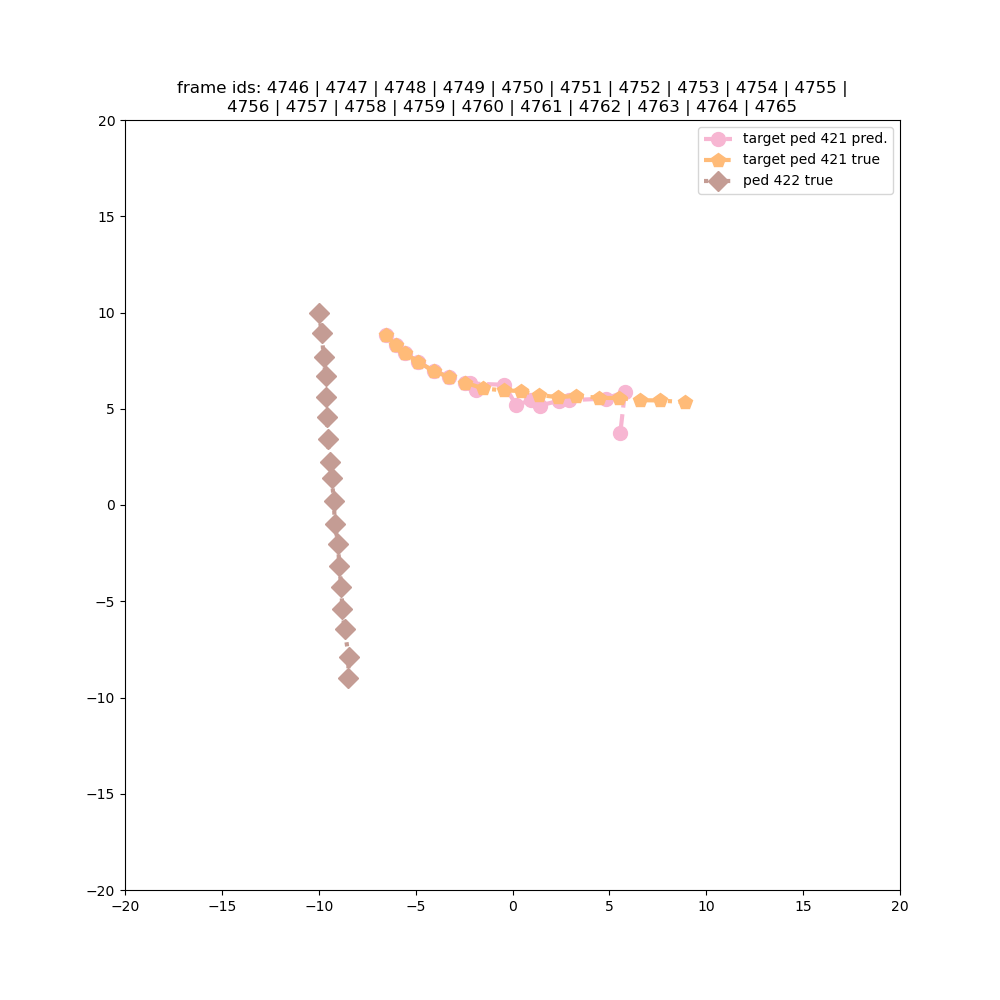 frame ids: 4746 | 4747 | 4748 | 4749 | 4750 | 4751 | 4752 | 4753 | 4754 | 4755 |
4756 | 4757 | 4758 | 4759 | 4760 | 4761 | 4762 | 4763 | 4764 | 4765
target ped 421 pred.
target ped 421 true
ped 422 true
20
15
10
5
0
−5
−10
−15
−20
−20 −15 −10 −5 0 5 10 15 20